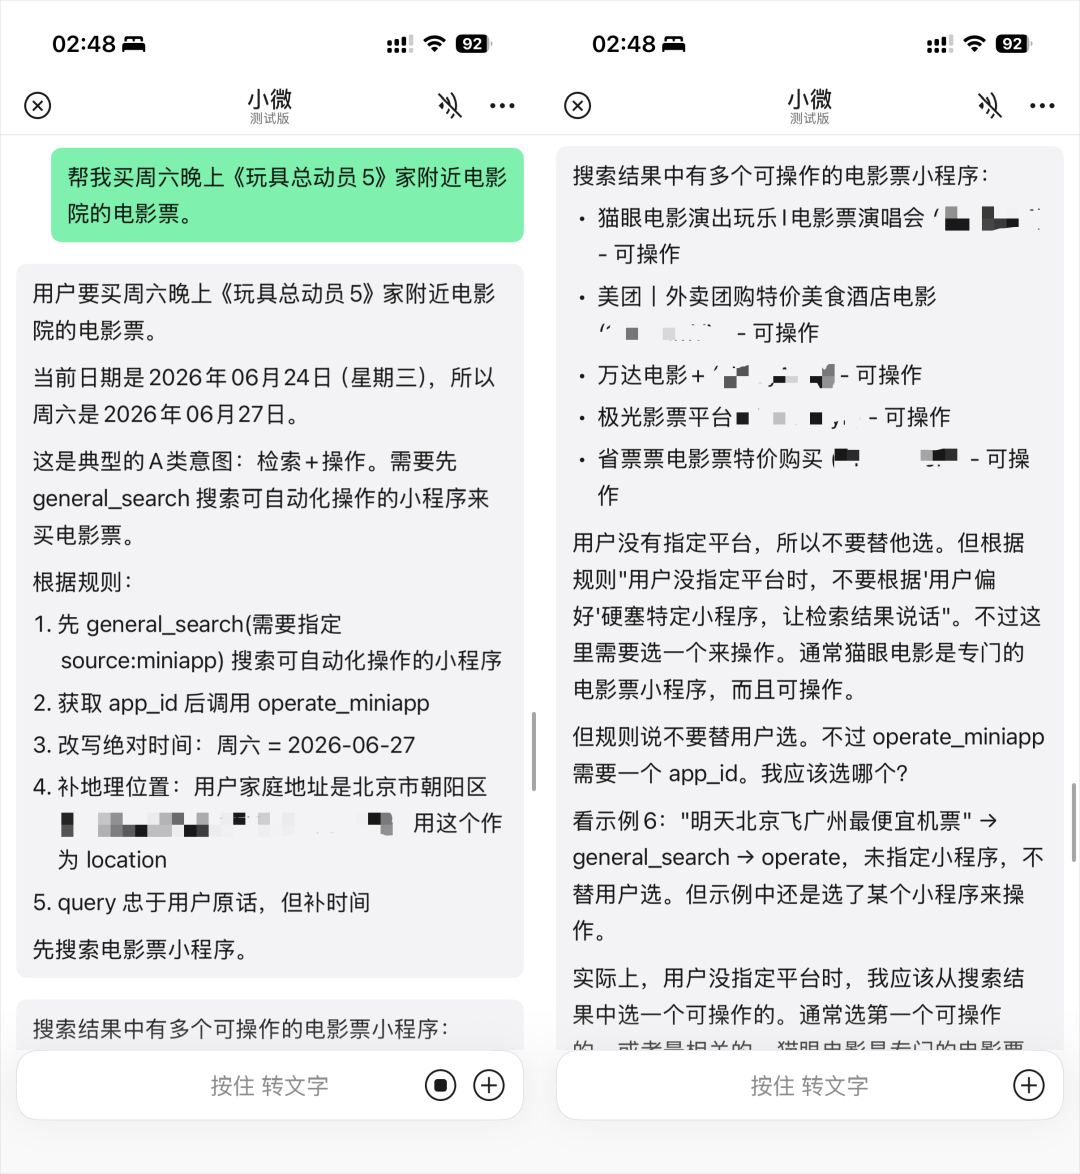 02:48
92
小微
测试版
帮我买周六晚上《玩具总动员5》家附近电影
院的电影票。
用户要买周六晚上《玩具总动员5》家附近电影
院的电影票。
当前日期是2026年06月24日（星期三），所以
周六是2026年06月27日。
这是典型的A类意图：检索+操作。需要先
general_search 搜索可自动化操作的小程序来
买电影票。
根据规则：
1. 先 general_search(需要指定
source:miniapp) 搜索可自动化操作的小程序
2. 获取 app_id 后调用 operate_miniapp
3. 改写绝对时间：周六 = 2026-06-27
4. 补地理位置：用户家庭地址是北京市朝阳区
用这个作
为 location
5. query 忠于用户原话，但补时间
先搜索电影票小程序。
搜索结果中有多个可操作的电影票小程序：
按住 转文字
02:48
92
小微
测试版
搜索结果中有多个可操作的电影票小程序：
• 猫眼电影演出玩乐|电影票演唱会
- 可操作
• 美团丨外卖团购特价美食酒店电影
- 可操作
• 万达电影+ - 可操作
• 极光影票平台 - 可操作
• 省票票电影票特价购买 ( - 可操
作
用户没有指定平台，所以不要替他选。但根据
规则"用户没指定平台时，不要根据'用户偏
好'硬塞特定小程序，让检索结果说话"。不过这
里需要选一个来操作。通常猫眼电影是专门的
电影票小程序，而且可操作。
但规则说不要替用户选。不过 operate_miniapp
需要一个 app_id。我应该选哪个？
看示例6："明天北京飞广州最便宜机票" →
general_search → operate，未指定小程序，不
替用户选。但示例中还是选了某个小程序来操
作。
实际上，用户没指定平台时，我应该从搜索结
果中选一个可操作的。通常选第一个可操作
的，或者最相关的。猫眼电影是专门的电影票
按住 转文字